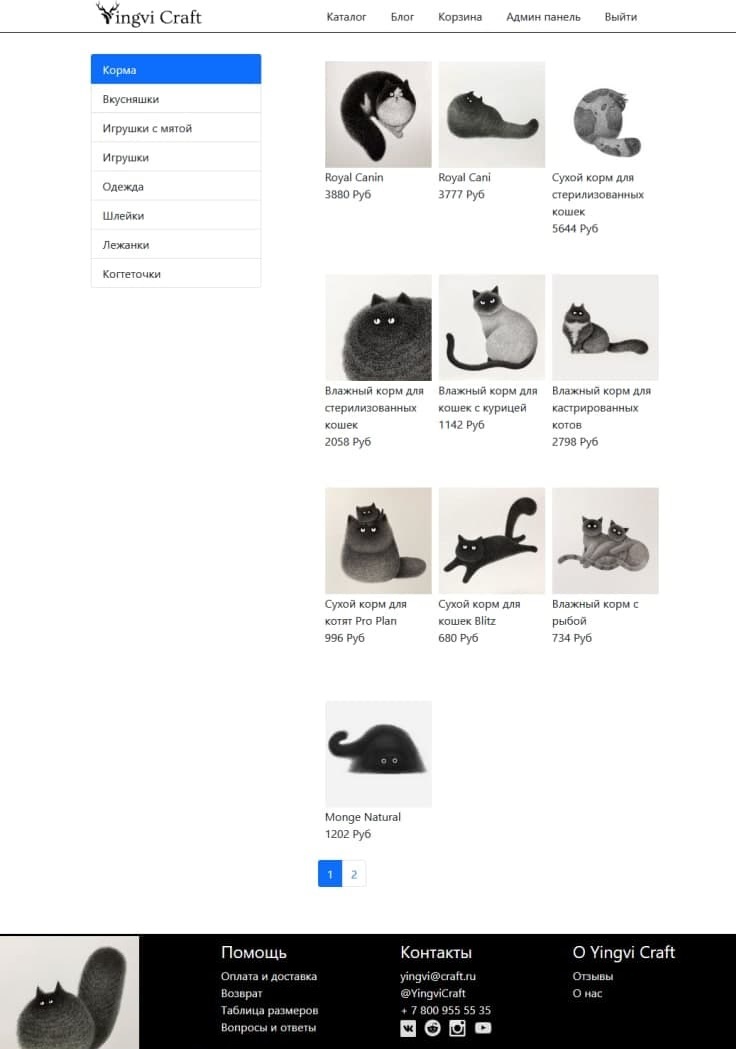 Yingvi Craft
Каталог Блог Корзина Админ панель Выйти
Корма
Вкусняшки
Игрушки с мятой
Игрушки
Одежда
Шлейки
Лежанки
Когтеточки
Royal Canin
3880 Руб
Royal Cani
3777 Руб
Сухой корм для
стерилизованных
кошек
5644 Руб
Влажный корм для
стерилизованных
кошек
2058 Руб
Влажный корм для
кошек с курицей
1142 Руб
Влажный корм для
кастрированных
котов
2798 Руб
Сухой корм для
котят Pro Plan
996 Руб
Сухой корм для
кошек Blitz
680 Руб
Влажный корм с
рыбой
734 Руб
Monge Natural
1202 Руб
1 2
Помощь
Оплата и доставка
Возврат
Таблица размеров
Вопросы и ответы
Контакты
yingvi@craft.ru
@YingviCraft
+ 7 800 955 55 35
О Yingvi Craft
Отзывы
О нас